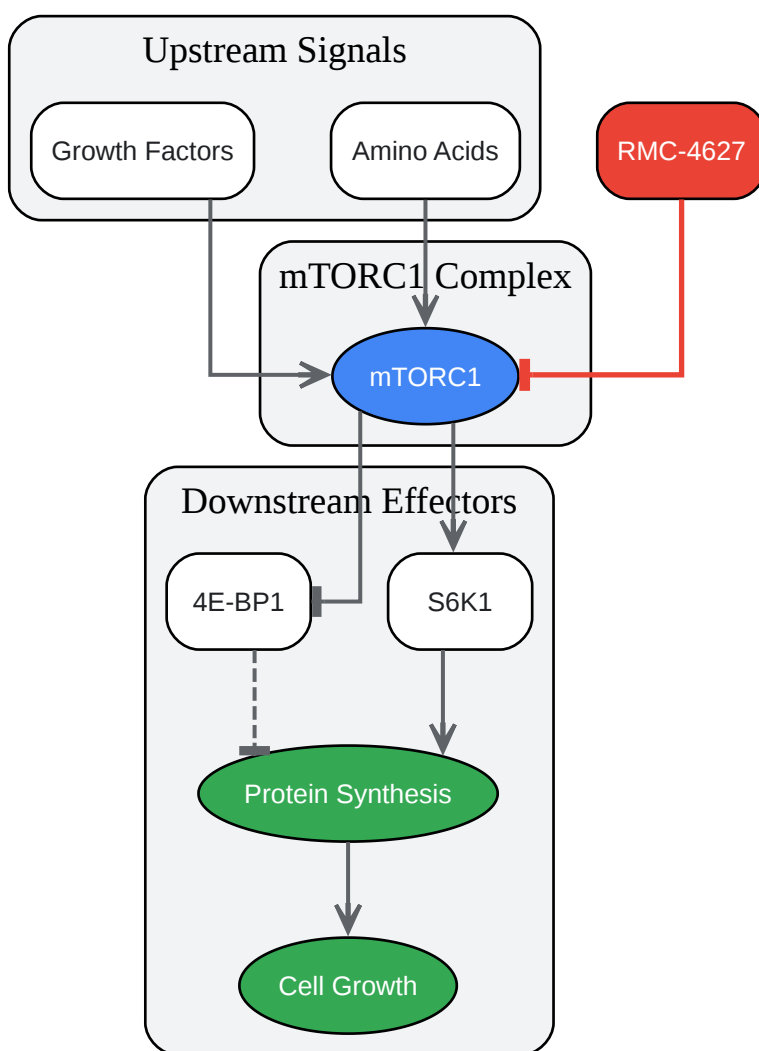 Upstream Signals
Growth Factors
Amino Acids
RMC-4627
mTORC1 Complex
mTORC1
Downstream Effectors
4E-BP1
S6K1
Protein Synthesis
Cell Growth